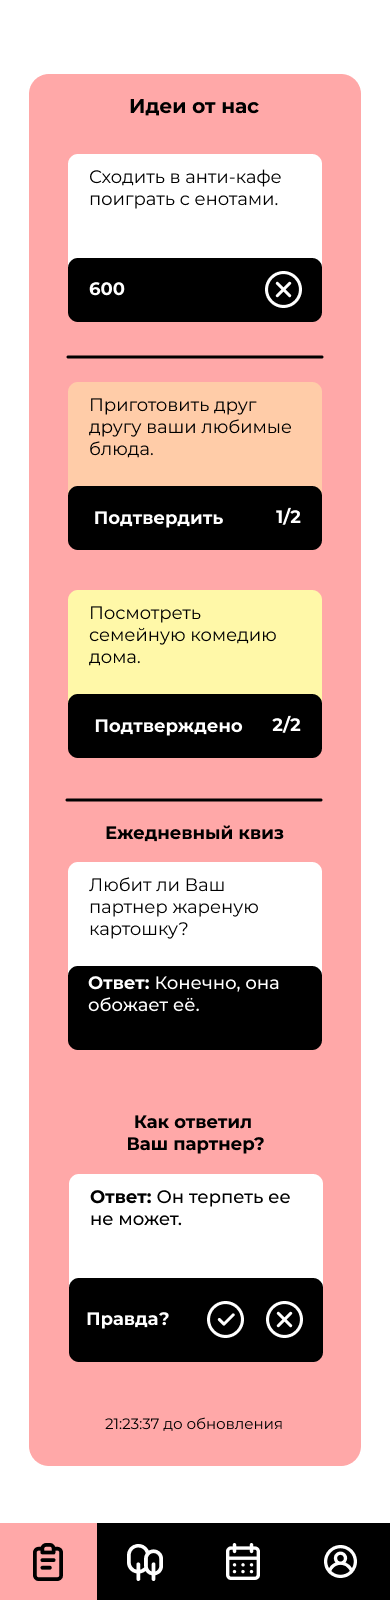 Идеи от нас
Сходить в анти-кафе
поиграть с енотами.
600
Приготовить друг
другу ваши любимые
блюда.
Подтвердить 1/2
Посмотреть
семейную комедию
дома.
Подтверждено 2/2
Ежедневный квиз
Любит ли Ваш
партнер жареную
картошку?
Ответ: Конечно, она
обожает её.
Как ответил
Ваш партнер?
Ответ: Он терпеть ее
не может.
Правда?
21:23:37 до обновления